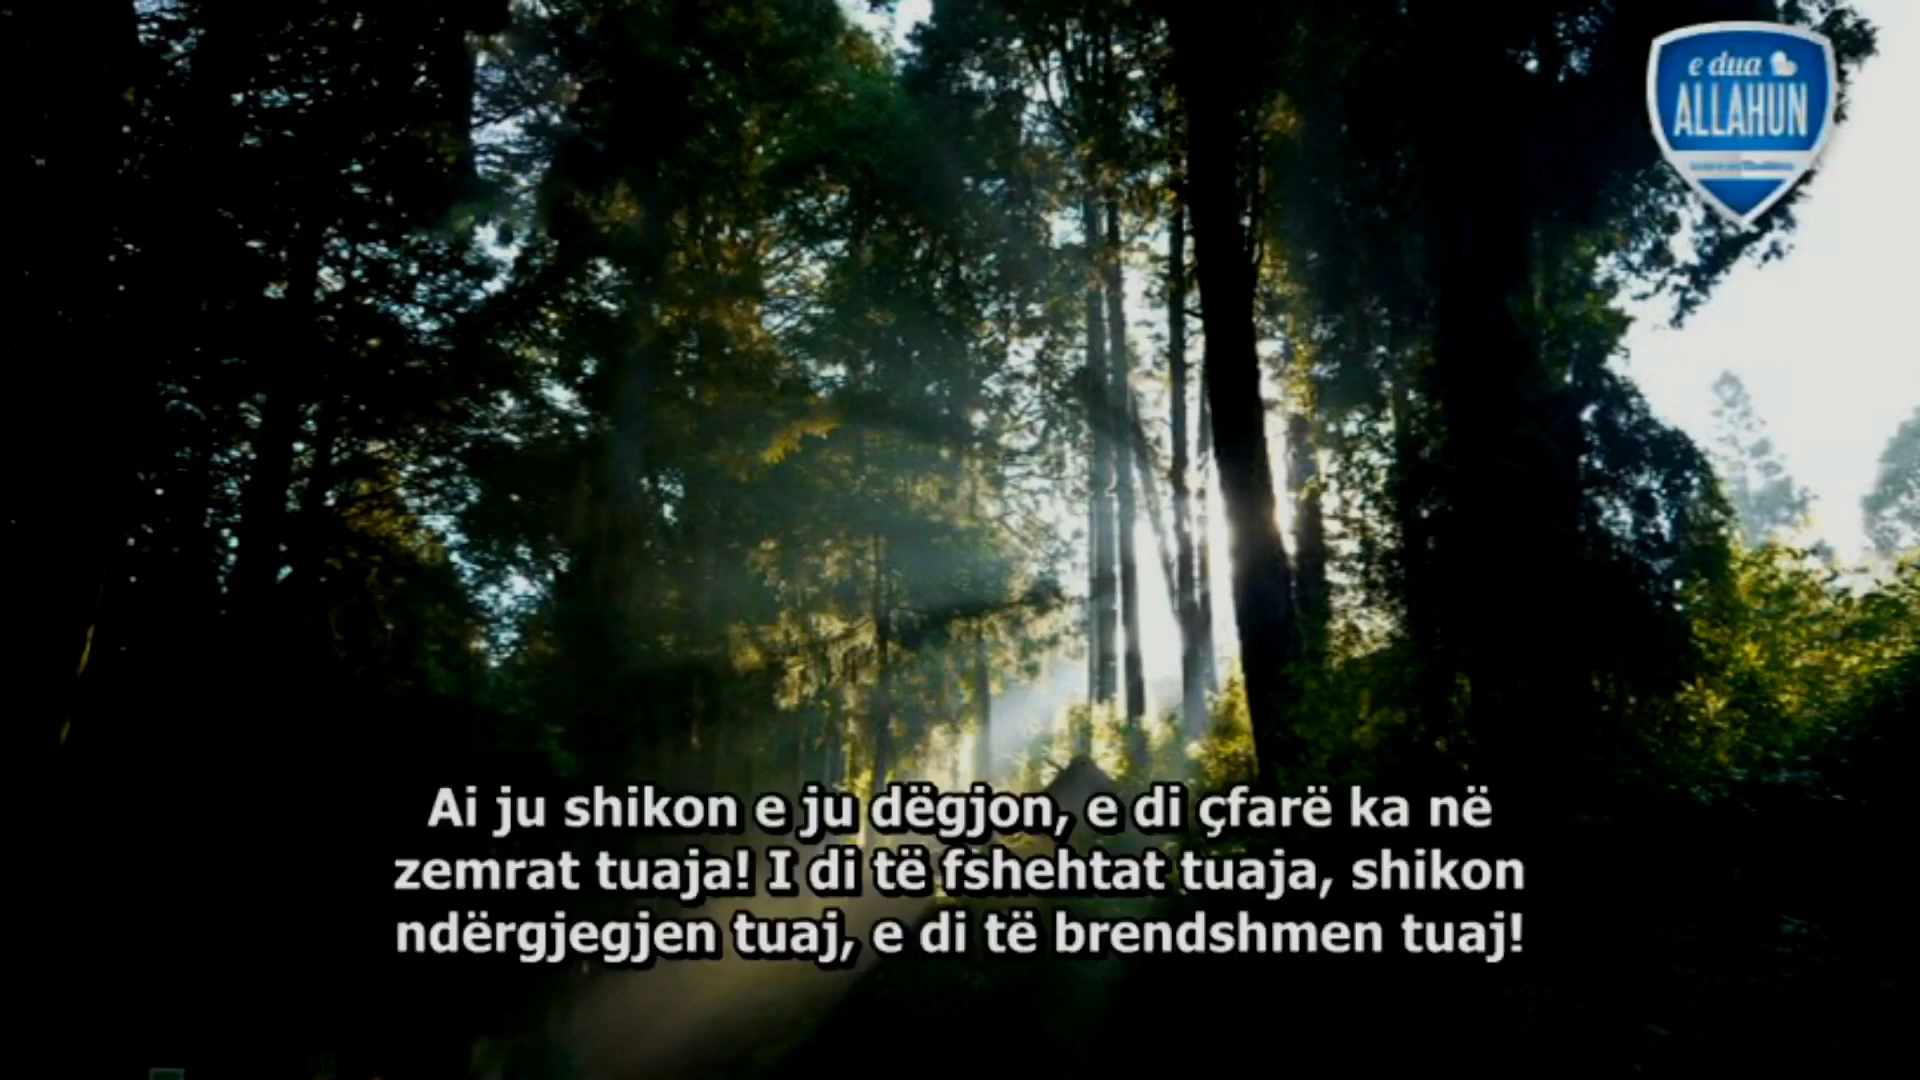 e dua
ALLAHUN
Ai ju shikon e ju dëgjon, e di çfarë ka në
zemrat tuaja! I di të fshehtat tuaja, shikon
ndërgjegjen tuaj, e di të brendshmen tuaj!